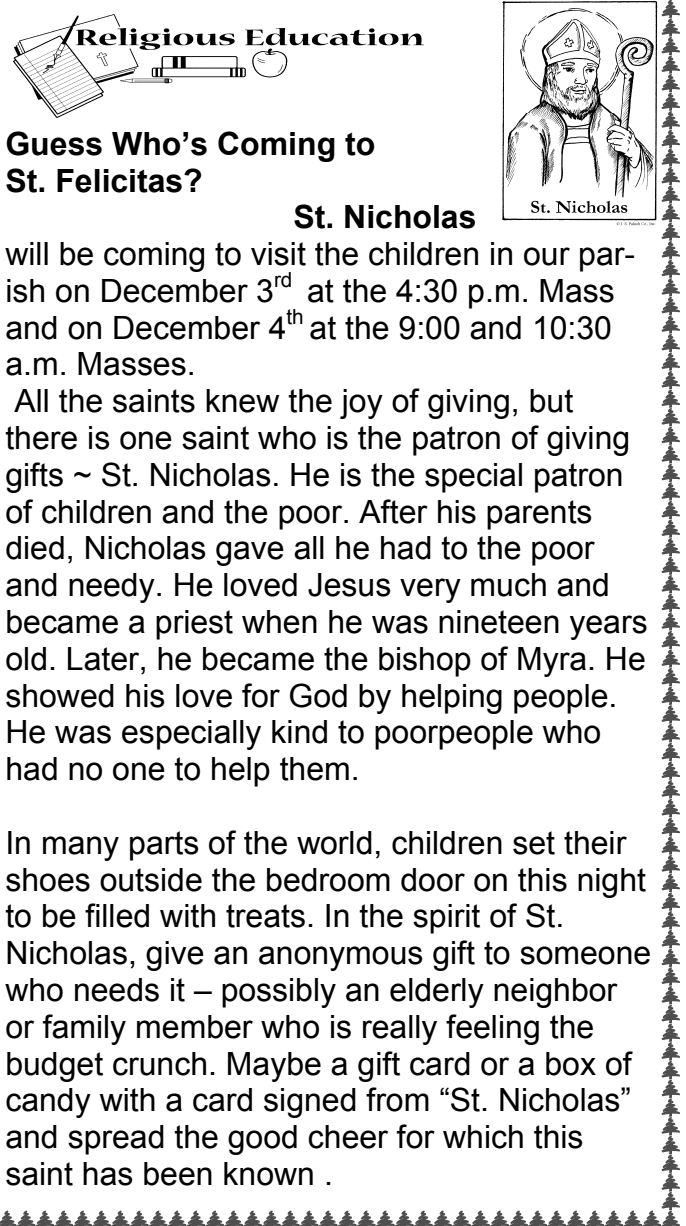 Religious Education
Guess Who’s Coming to
St. Felicitas?
St. Nicholas
St. Nicholas
will be coming to visit the children in our par-
ish on December 3rd at the 4:30 p.m. Mass
and on December 4th at the 9:00 and 10:30
a.m. Masses.
All the saints knew the joy of giving, but
there is one saint who is the patron of giving
gifts ~ St. Nicholas. He is the special patron
of children and the poor. After his parents
died, Nicholas gave all he had to the poor
and needy. He loved Jesus very much and
became a priest when he was nineteen years
old. Later, he became the bishop of Myra. He
showed his love for God by helping people.
He was especially kind to poorpeople who
had no one to help them.
In many parts of the world, children set their
shoes outside the bedroom door on this night
to be filled with treats. In the spirit of St.
Nicholas, give an anonymous gift to someone
who needs it – possibly an elderly neighbor
or family member who is really feeling the
budget crunch. Maybe a gift card or a box of
candy with a card signed from “St. Nicholas”
and spread the good cheer for which this
saint has been known .